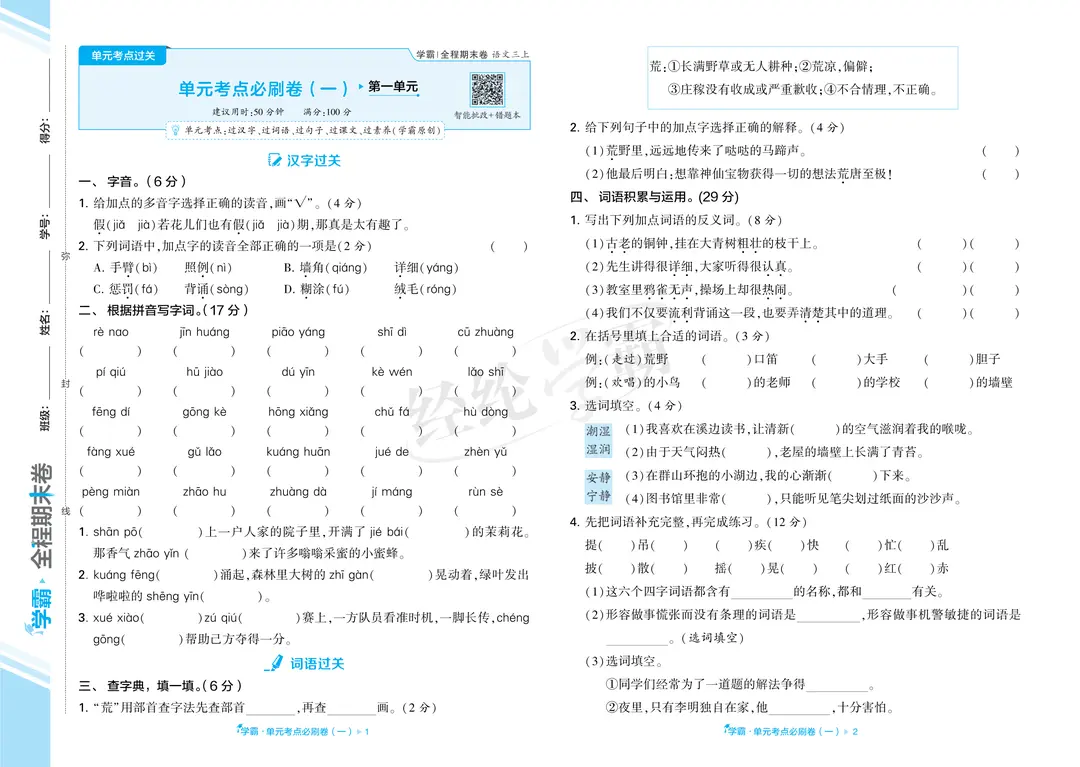 得分：
学号：
姓名：
班级：
弥
封
线
学霸·全程期末卷
单元考点过关
学霸|全程期末卷 语文三上
单元考点必刷卷（一）▶第一单元
建议用时：50分钟 满分：100分
智能批改+错题本
单元考点：过汉字、过词语、过句子、过课文、过素养（学霸原创）
汉字过关
一、字音。（6分）
1. 给加点的多音字选择正确的读音，画“√”。（4分）
假（jiǎ jià）若花儿们也有假（jiǎ jià）期，那真是太有趣了。
2. 下列词语中，加点字的读音全部正确的一项是（2分） （ ）
A. 手臂（bì） 照例（nì） B. 墙角（qiáng） 详细（yáng）
C. 惩罚（fá） 背诵（sòng） D. 糊涂（fú） 绒毛（róng）
二、根据拼音写字词。（17分）
rè nao jīn huáng piāo yáng shī dì cū zhuàng
（ ） （ ） （ ） （ ） （ ）
pí qiú hū jiào dú yīn kè wén lǎo shī
（ ） （ ） （ ） （ ） （ ）
fēng dí gōng kè hōng xiǎng chǔ fá hù dòng
（ ） （ ） （ ） （ ） （ ）
fàng xué gǔ lǎo kuáng huān jué de zhèn yǔ
（ ） （ ） （ ） （ ） （ ）
pèng miàn zhāo hu zhuàng dà jí máng rùn sè
（ ） （ ） （ ） （ ） （ ）
1. shān pō（ ）上一户人家的院子里，开满了 jié bái（ ）的茉莉花。
那香气 zhāo yǐn（ ）来了许多嗡嗡采蜜的小蜜蜂。
2. kuáng fēng（ ）涌起，森林里大树的 zhī gàn（ ）晃动着，绿叶发出
哗啦啦的 shēng yīn（ ）。
3. xué xiào（ ）zú qiú（ ）赛上，一方队员看准时机，一脚长传，chéng
gōng（ ）帮助己方夺得一分。
词语过关
三、查字典，填一填。（6分）
1. “荒”用部首查字法先查部首______，再查______画。（2分）
学霸·单元考点必刷卷（一）▶1
荒：①长满野草或无人耕种；②荒凉，偏僻；
③庄稼没有收成或严重歉收；④不合情理，不正确。
2. 给下列句子中的加点字选择正确的解释。（4分）
（1）荒野里，远远地传来了哒哒的马蹄声。 （ ）
（2）他最后明白：想靠神仙宝物获得一切的想法荒唐至极！ （ ）
四、词语积累与运用。（29分）
1. 写出下列加点词语的反义词。（8分）
（1）古老的铜钟，挂在大青树粗壮的枝干上。 （ ）（ ）
（2）先生讲得很详细，大家听得很认真。 （ ）（ ）
（3）教室里鸦雀无声，操场上却很热闹。 （ ）（ ）
（4）我们不仅要流利背诵这一段，也要弄清楚其中的道理。 （ ）（ ）
2. 在括号里填上合适的词语。（3分）
例：（走过）荒野 （ ）口笛 （ ）大手 （ ）胆子
例：（欢唱）的小鸟 （ ）的老师 （ ）的学校 （ ）的墙壁
3. 选词填空。（4分）
潮湿
湿润
（1）我喜欢在溪边读书，让清新（ ）的空气滋润着我的喉咙。
（2）由于天气闷热（ ），老屋的墙壁上长满了青苔。
安静
宁静
（3）在群山环抱的小湖边，我的心渐渐（ ）下来。
（4）图书馆里非常（ ），只能听见笔尖划过纸面的沙沙声。
4. 先把词语补充完整，再完成练习。（12分）
提（ ）吊（ ） （ ）疾（ ）快 （ ）忙（ ）乱
披（ ）散（ ） 摇（ ）晃（ ） （ ）红（ ）赤
（1）这六个四字词语都含有________的名称，都和______有关。
（2）形容做事慌张而没有条理的词语是________，形容做事机警敏捷的词语是
________。（选词填空）
（3）选词填空。
①同学们经常为了一道题的解法争得________。
②夜里，只有李明独自在家，他________，十分害怕。
学霸·单元考点必刷卷（一）▶2
经纶学霸